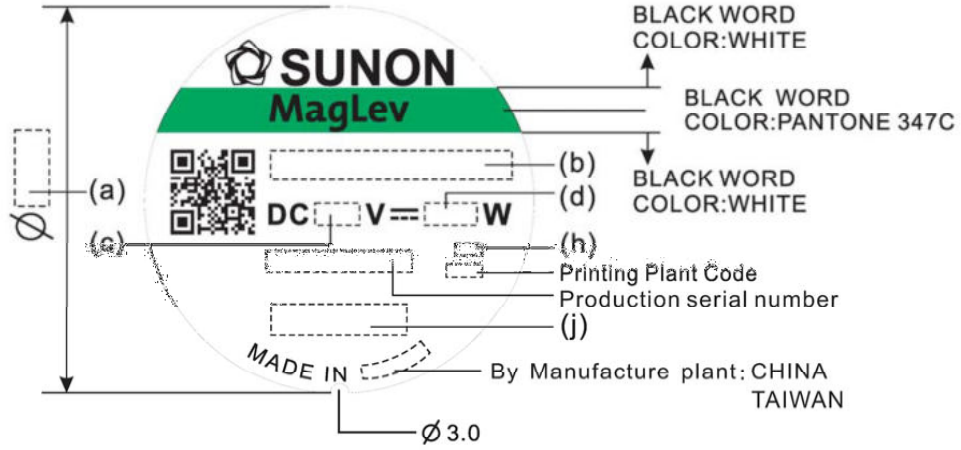 BLACK WORD
COLOR:WHITE
SUNON
MagLev
BLACK WORD
COLOR:PANTONE 347C
(a)
(b)
(d)
BLACK WORD
COLOR:WHITE
DC V W
Ø
(c)
(h)
Printing Plant Code
Production serial number
(j)
MADE IN
By Manufacture plant: CHINA
TAIWAN
Ø 3.0